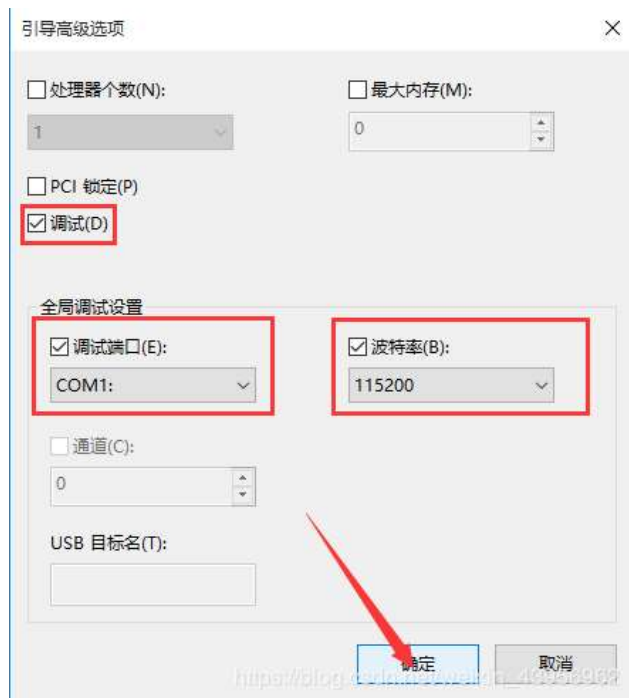 引导高级选项
处理器个数(N):
最大内存(M):
1
0
PCI 锁定(P)
调试(D)
全局调试设置
调试端口(E):
波特率(B):
COM1:
115200
通道(C):
0
USB 目标名(T):
确定
取消